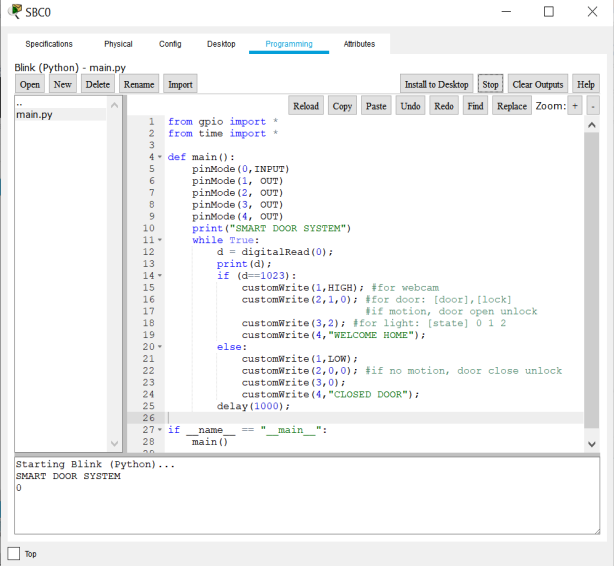 SBC0
Specifications Physical Config Desktop Programming Attributes
Blink (Python) - main.py
Open New Delete Rename Import Install to Desktop Stop Clear Outputs Help
Reload Copy Paste Undo Redo Find Replace Zoom: + -
..
main.py
1 from gpio import *
2 from time import *
3
4 def main():
5 pinMode(0,INPUT)
6 pinMode(1, OUT)
7 pinMode(2, OUT)
8 pinMode(3, OUT)
9 pinMode(4, OUT)
10 print("SMART DOOR SYSTEM")
11 while True:
12 d = digitalRead(0);
13 print(d);
14 if (d==1023):
15 customWrite(1,HIGH); #for webcam
16 customWrite(2,1,0); #for door: [door],[lock]
17 #if motion, door open unlock
18 customWrite(3,2); #for light: [state] 0 1 2
19 customWrite(4,"WELCOME HOME");
20 else:
21 customWrite(1,LOW);
22 customWrite(2,0,0); #if no motion, door close unlock
23 customWrite(3,0);
24 customWrite(4,"CLOSED DOOR");
25 delay(1000);
26
27 if __name__ == "__main__":
28 main()
29
Starting Blink (Python)...
SMART DOOR SYSTEM
0
Top